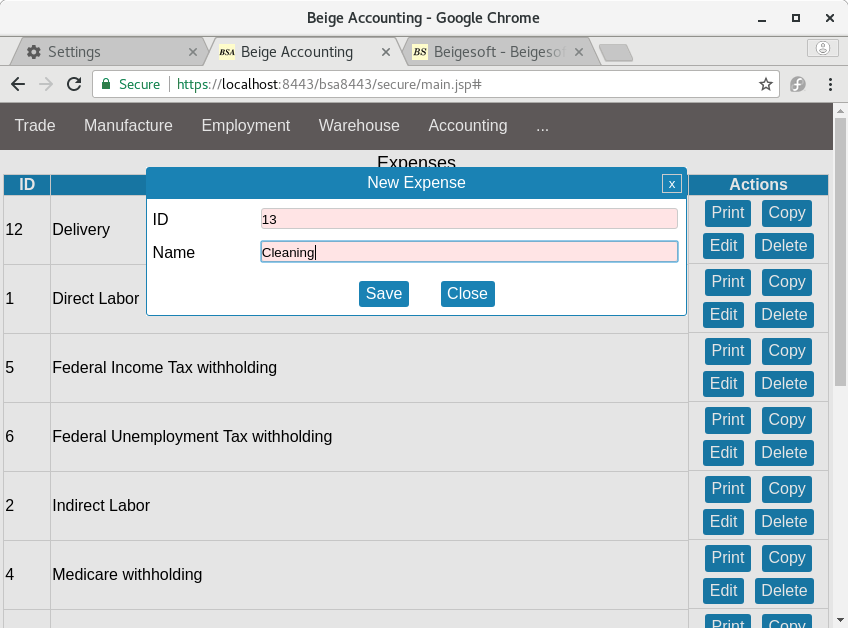 Beige Accounting - Google Chrome
Settings
BSA Beige Accounting
BS Beigesoft - Beigeso
Secure https://localhost:8443/bsa8443/secure/main.jsp#
Trade Manufacture Employment Warehouse Accounting ...
Expenses
New Expense x
ID Actions
ID 13
Name Cleaning
Save Close
12 Delivery Print Copy
Edit Delete
1 Direct Labor Print Copy
Edit Delete
5 Federal Income Tax withholding Print Copy
Edit Delete
6 Federal Unemployment Tax withholding Print Copy
Edit Delete
2 Indirect Labor Print Copy
Edit Delete
4 Medicare withholding Print Copy
Edit Delete
Print Copy